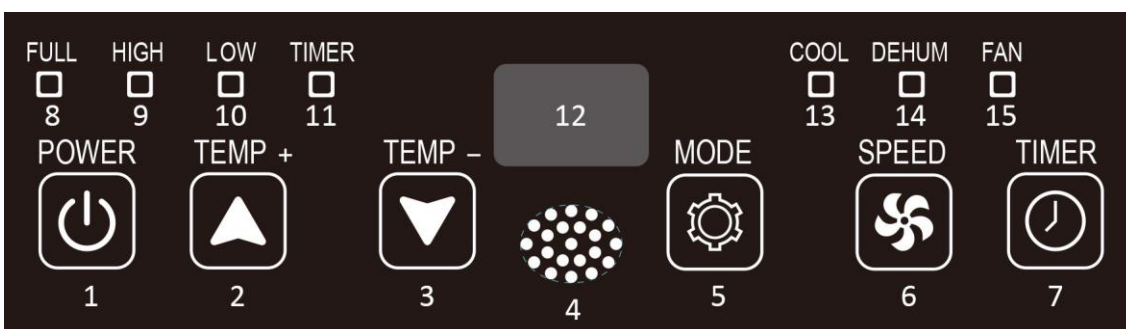 FULL HIGH LOW TIMER COOL DEHUM FAN
8 9 10 11 12 13 14 15
POWER TEMP + TEMP – MODE SPEED TIMER
1 2 3 4 5 6 7